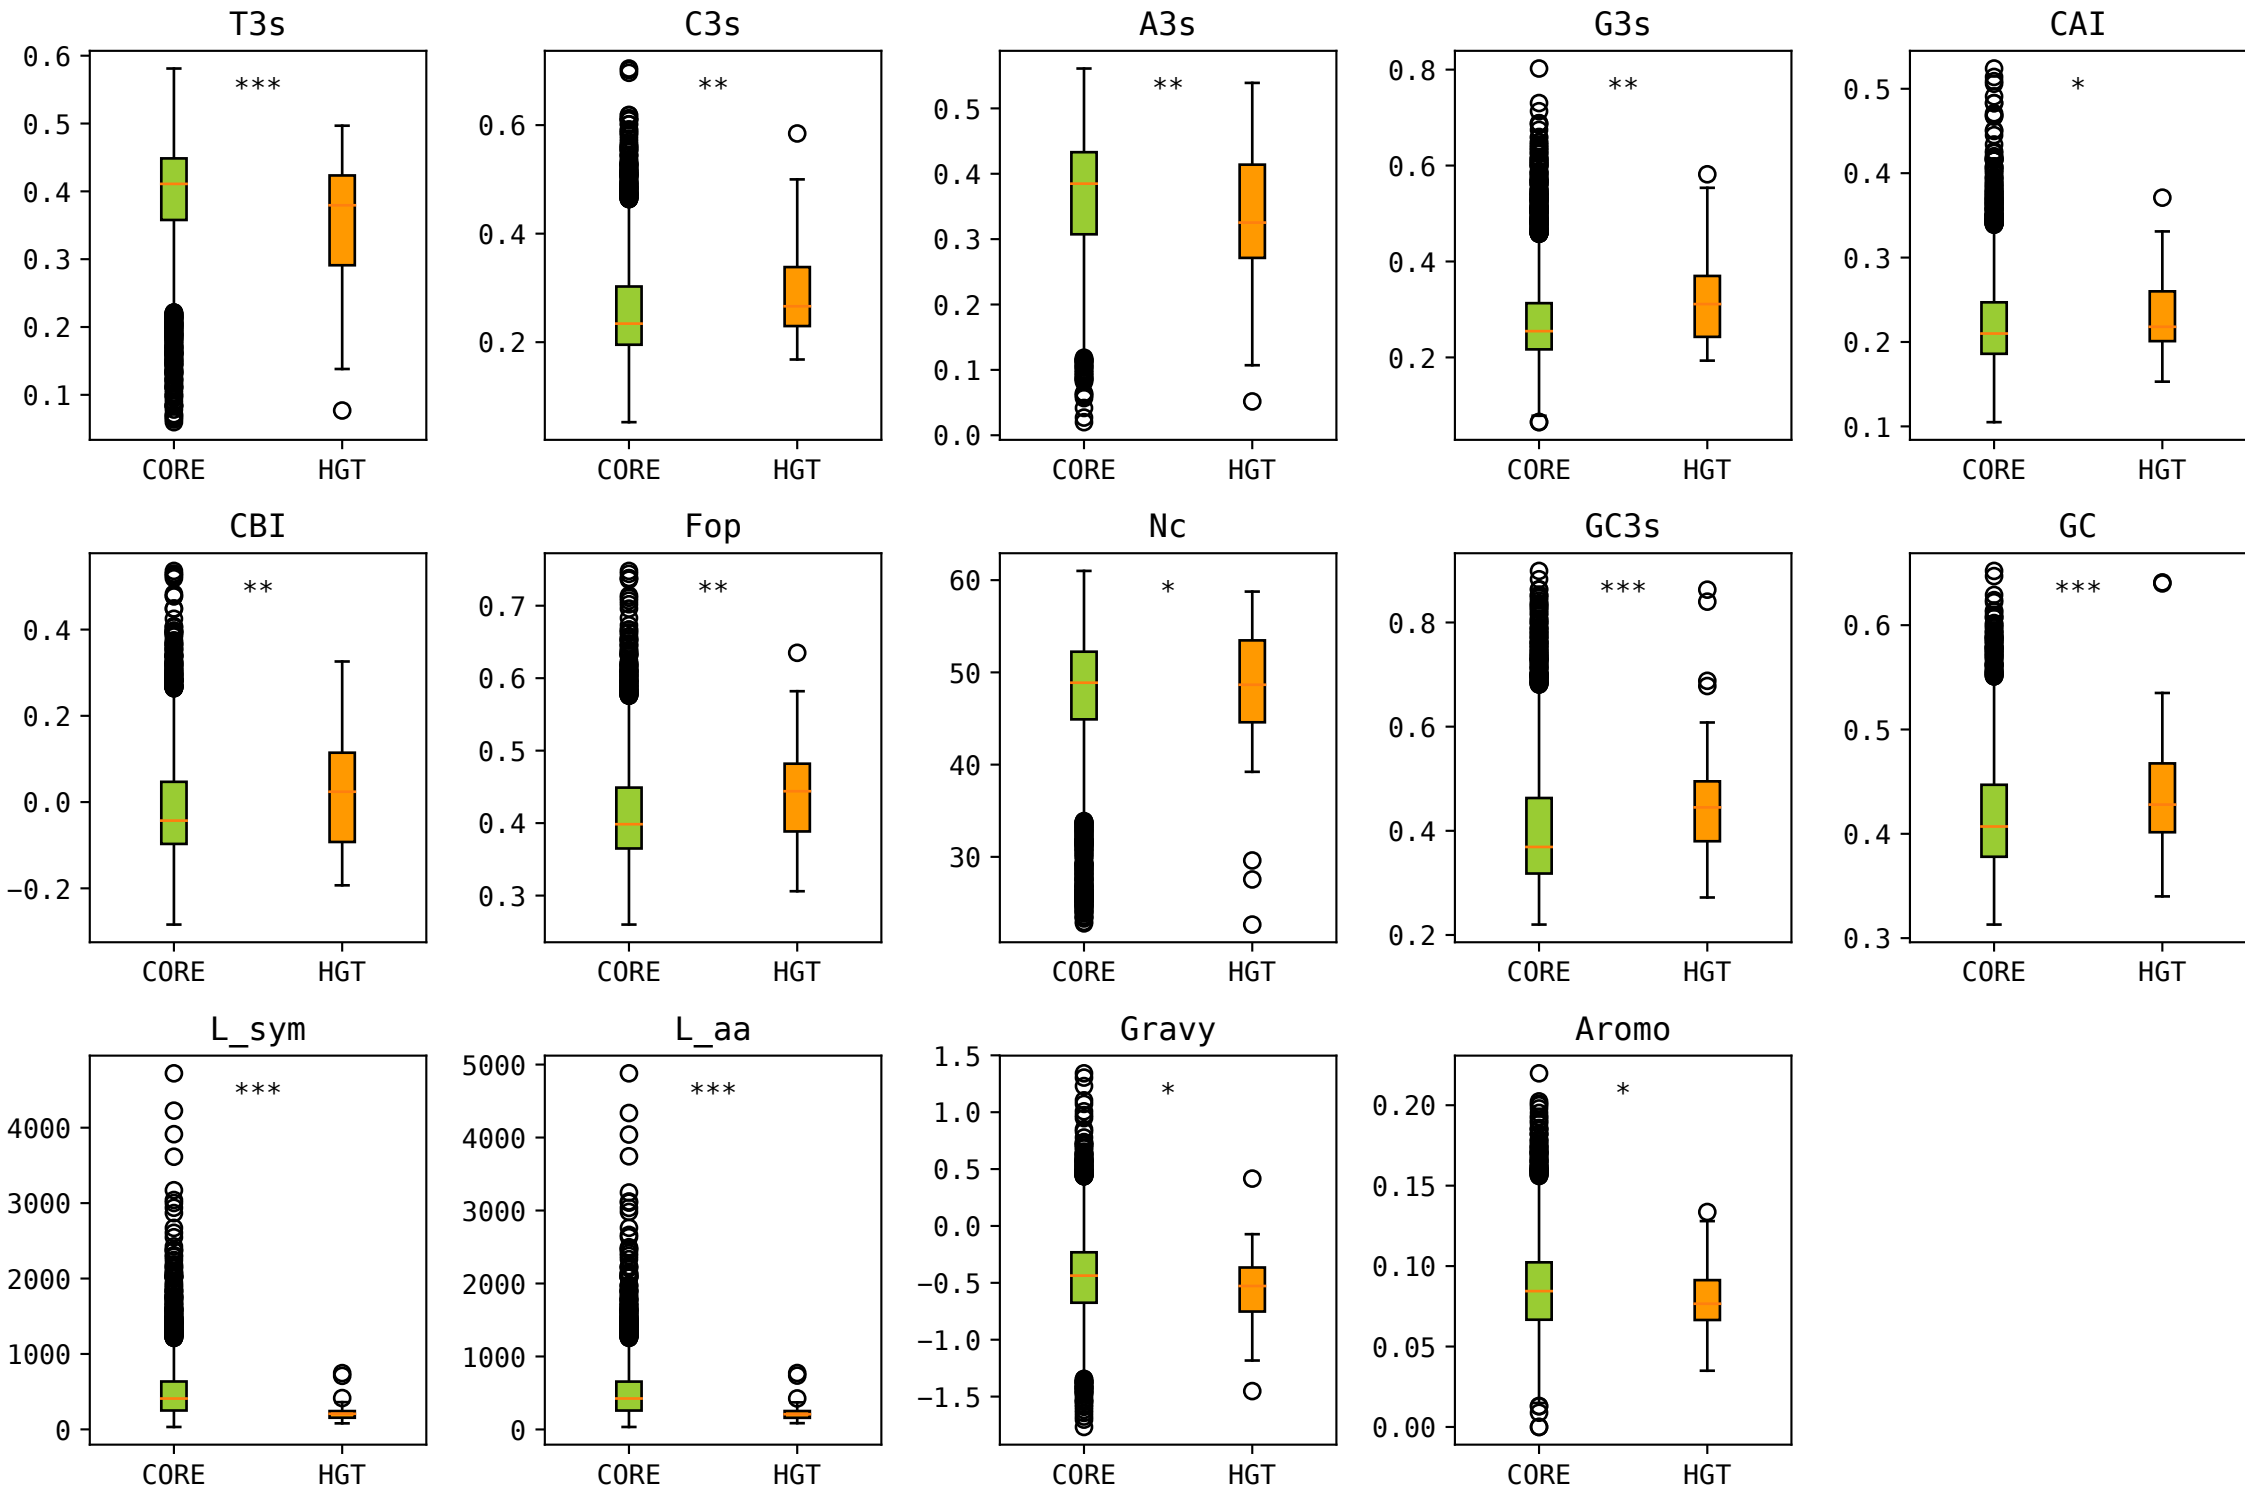 T3s
C3s
A3s
G3s
CAI
0.6
0.5
0.4
0.3
0.2
0.1
***
CORE
HGT
0.6
0.4
0.2
**
CORE
HGT
0.5
0.4
0.3
0.2
0.1
0.0
**
CORE
HGT
0.8
0.6
0.4
0.2
**
CORE
HGT
0.5
0.4
0.3
0.2
0.1
*
CORE
HGT
CBI
Fop
Nc
GC3s
GC
0.4
0.2
0.0
−0.2
**
CORE
HGT
0.7
0.6
0.5
0.4
0.3
**
CORE
HGT
60
50
40
30
*
CORE
HGT
0.8
0.6
0.4
0.2
***
CORE
HGT
0.6
0.5
0.4
0.3
***
CORE
HGT
L_sym
L_aa
Gravy
Aromo
4000
3000
2000
1000
0
***
CORE
HGT
5000
4000
3000
2000
1000
0
***
CORE
HGT
1.5
1.0
0.5
0.0
−0.5
−1.0
−1.5
*
CORE
HGT
0.20
0.15
0.10
0.05
0.00
*
CORE
HGT